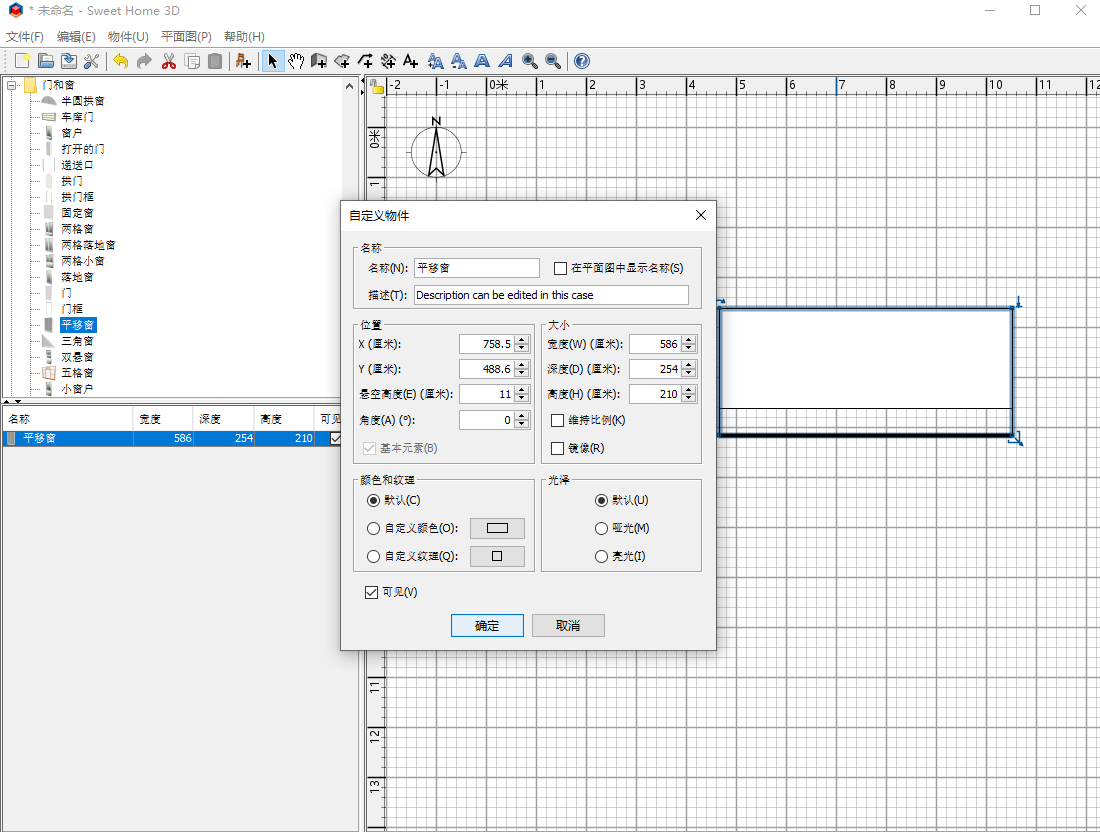 * 未命名 - Sweet Home 3D
文件(F) 编辑(E) 物件(U) 平面图(P) 帮助(H)
门和窗
半圆拱窗
车库门
窗户
打开的门
递送口
拱门
拱门框
固定窗
两格窗
两格落地窗
两格小窗
落地窗
门
门框
平移窗
三角窗
双悬窗
五格窗
小窗户
名称 宽度 深度 高度 可见
平移窗 586 254 210
-2 -1 0米 1 2 3 4 5 6 7 8 9 10 11 12
0米
1
11
12
13
N
自定义物件
名称
名称(N): 平移窗 在平面图中显示名称(S)
描述(T): Description can be edited in this case
位置
X (厘米): 758.5
Y (厘米): 488.6
悬空高度(E) (厘米): 11
角度(A) (º): 0
基本元素(B)
大小
宽度(W) (厘米): 586
深度(D) (厘米): 254
高度(H) (厘米): 210
维持比例(K)
镜像(R)
颜色和纹理
默认(C)
自定义颜色(O):
自定义纹理(Q):
光泽
默认(U)
哑光(M)
亮光(I)
可见(V)
确定 取消